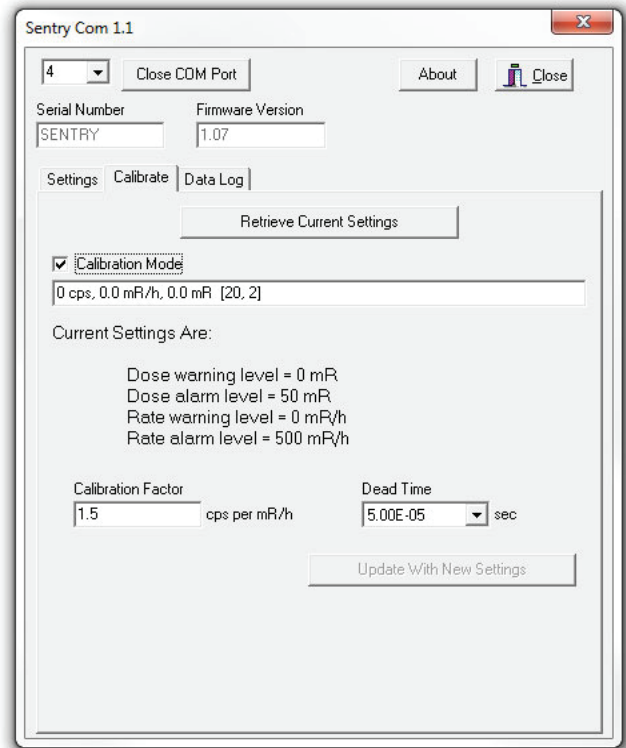 Sentry Com 1.1
4 Close COM Port About Close
Serial Number Firmware Version
SENTRY 1.07
Settings Calibrate Data Log
Retrieve Current Settings
Calibration Mode
0 cps, 0.0 mR/h, 0.0 mR [20, 2]
Current Settings Are:
Dose warning level = 0 mR
Dose alarm level = 50 mR
Rate warning level = 0 mR/h
Rate alarm level = 500 mR/h
Calibration Factor Dead Time
1.5 cps per mR/h 5.00E-05 sec
Update With New Settings